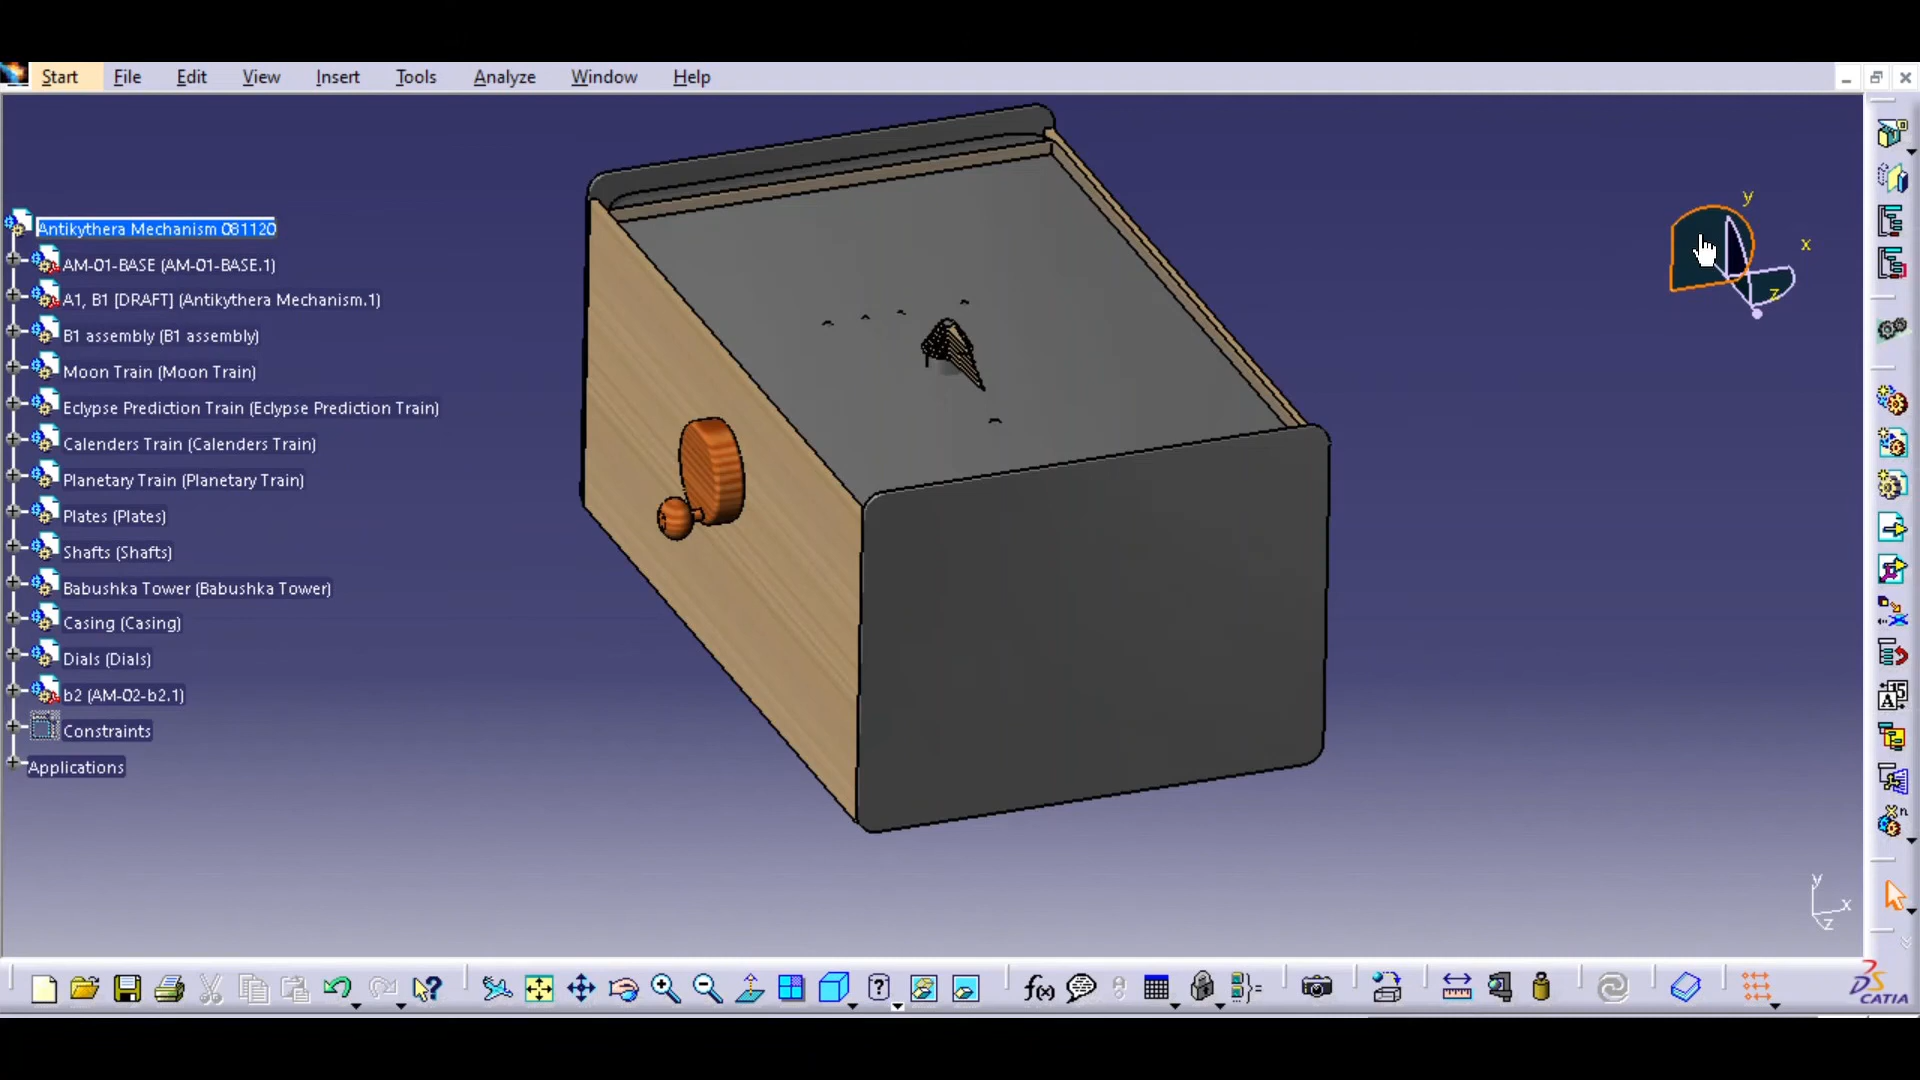 Start File Edit View Insert Tools Analyze Window Help
Antikythera Mechanism 081120
AM-01-BASE (AM-01-BASE.1)
A1, B1 [DRAFT] (Antikythera Mechanism.1)
B1 assembly (B1 assembly)
Moon Train (Moon Train)
Eclypse Prediction Train (Eclypse Prediction Train)
Calenders Train (Calenders Train)
Planetary Train (Planetary Train)
Plates (Plates)
Shafts (Shafts)
Babushka Tower (Babushka Tower)
Casing (Casing)
Dials (Dials)
b2 (AM-02-b2.1)
Constraints
Applications
y
x
z
y
x
z
f(x)
CATIA